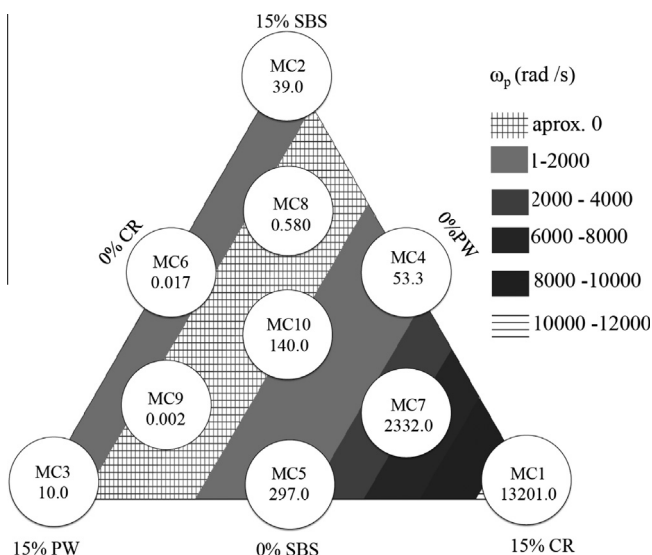 15% SBS
MC2
39.0
ωp (rad /s)
aprox. 0
1-2000
2000 - 4000
6000 -8000
8000 -10000
10000 -12000
MC8
0.580
0% CR
0%PW
MC6
0.017
MC4
53.3
MC10
140.0
MC9
0.002
MC7
2332.0
MC3
10.0
MC5
297.0
MC1
13201.0
15% PW
0% SBS
15% CR